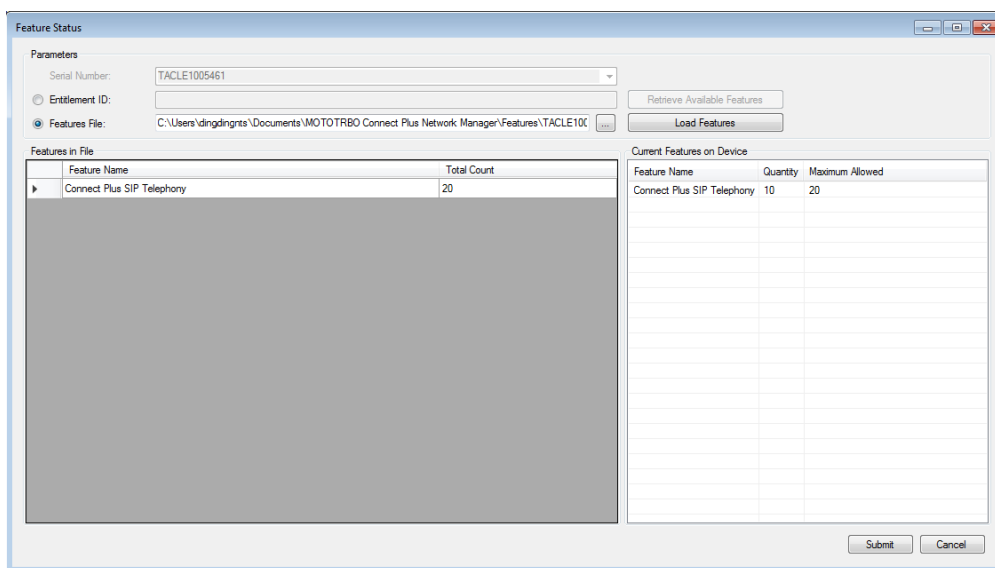 Feature Status
Parameters
Serial Number: TACLE1005461
Entitlement ID: Retrieve Available Features
Features File: C:\Users\dingdingnts\Documents\MOTOTRBO Connect Plus Network Manager\Features\TACLE100 ... Load Features
Features in File Current Features on Device
Feature Name Total Count Feature Name Quantity Maximum Allowed
Connect Plus SIP Telephony 20 Connect Plus SIP Telephony 10 20
Submit Cancel